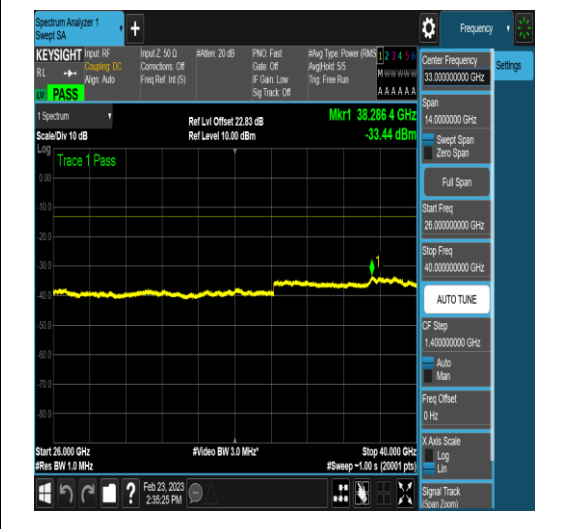 Spectrum Analyzer 1
Swept SA
+
Frequency
KEYSIGHT
RL
PASS
Input: RF
Coupling: DC
Align: Auto
Input Z: 50 Ω
Corrections: Off
Freq Ref: Int (S)
#Atten: 20 dB
PNO: Fast
Gate: Off
IF Gain: Low
Sig Track: Off
#Avg Type: Power (RMS)
Avg|Hold: 5/5
Trig: Free Run
1 2 3 4 5 6
M W W W W W
A A A A A A
1 Spectrum
Scale/Div 10 dB
Ref Lvl Offset 22.83 dB
Ref Level 10.00 dBm
Mkr1 38.286 4 GHz
-33.44 dBm
Log
Trace 1 Pass
0.00
-10.0
-20.0
-30.0
-40.0
-50.0
-60.0
-70.0
-80.0
1
Start 26.000 GHz
#Res BW 1.0 MHz
#Video BW 3.0 MHz*
Stop 40.000 GHz
#Sweep ~1.00 s (20001 pts)
?
Feb 23, 2023
2:35:25 PM
Settings
Center Frequency
33.000000000 GHz
Span
14.0000000 GHz
Swept Span
Zero Span
Full Span
Start Freq
26.000000000 GHz
Stop Freq
40.000000000 GHz
AUTO TUNE
CF Step
1.400000000 GHz
Auto
Man
Freq Offset
0 Hz
X Axis Scale
Log
Lin
Signal Track
(Span Zoom)